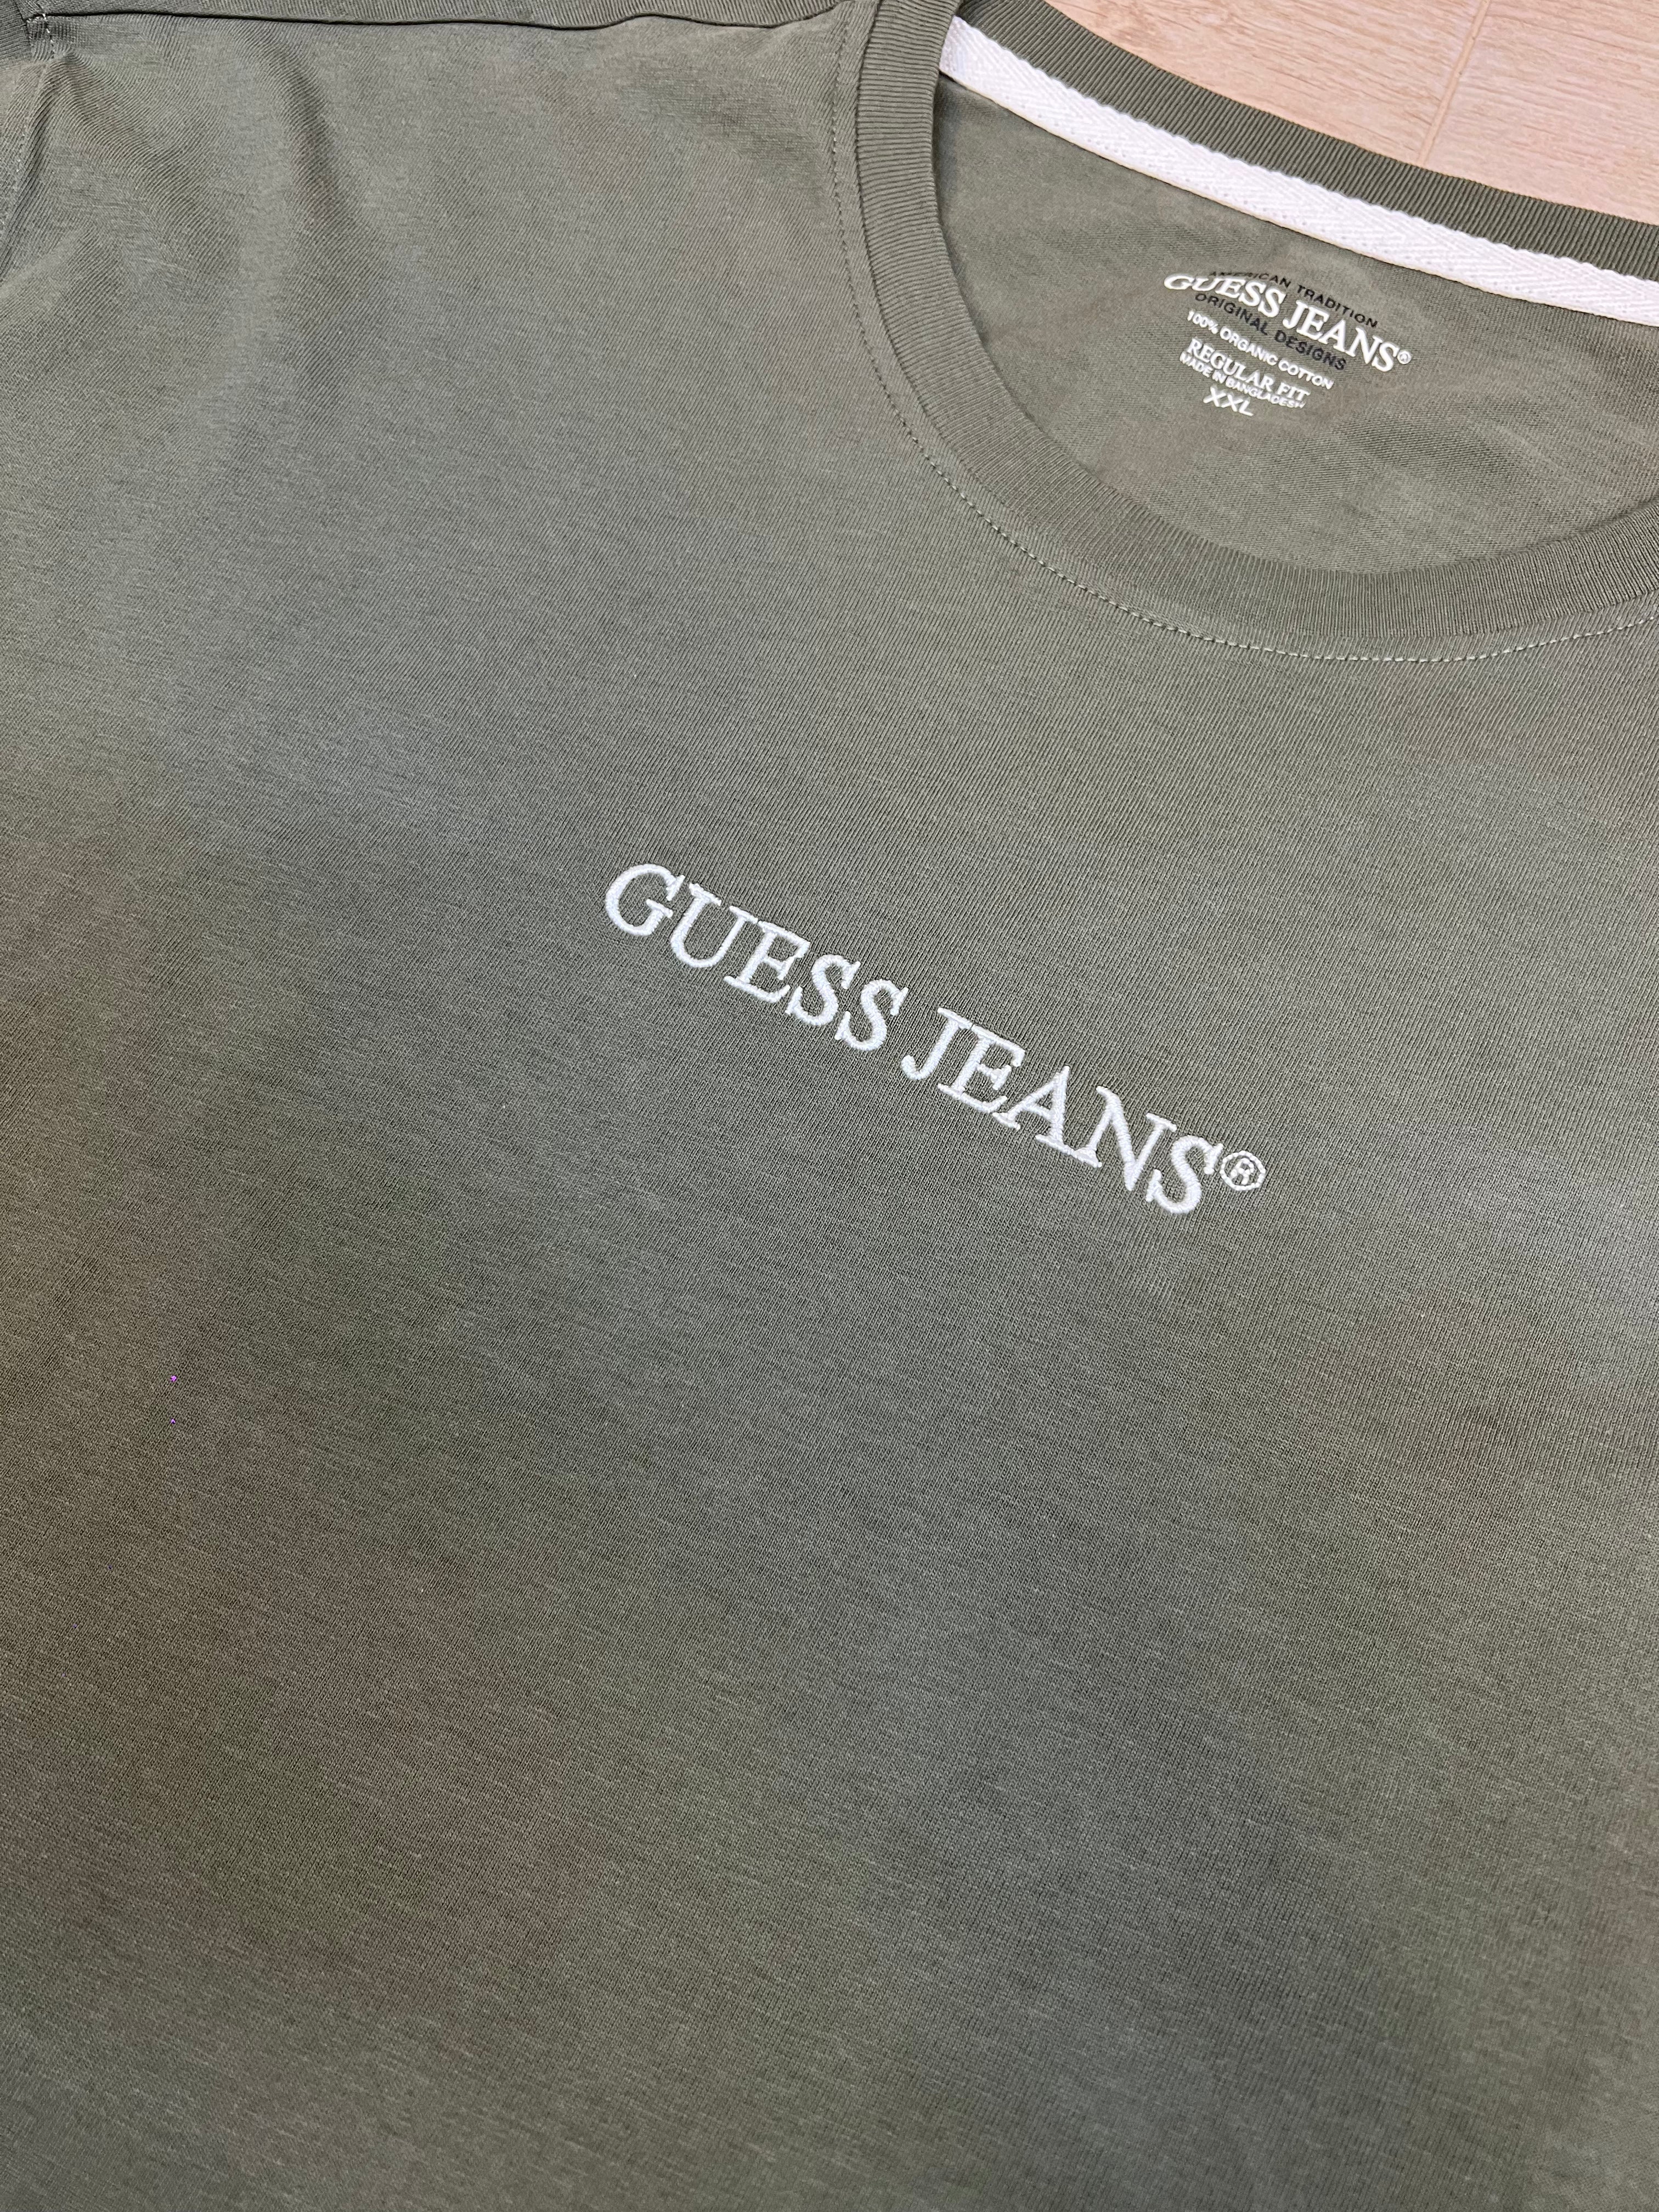 AMERICAN TRADITION
GUESS JEANS®
ORIGINAL DESIGNS
100% ORGANIC COTTON
REGULAR FIT
MADE IN BANGLADESH
XXL
GUESS JEANS®